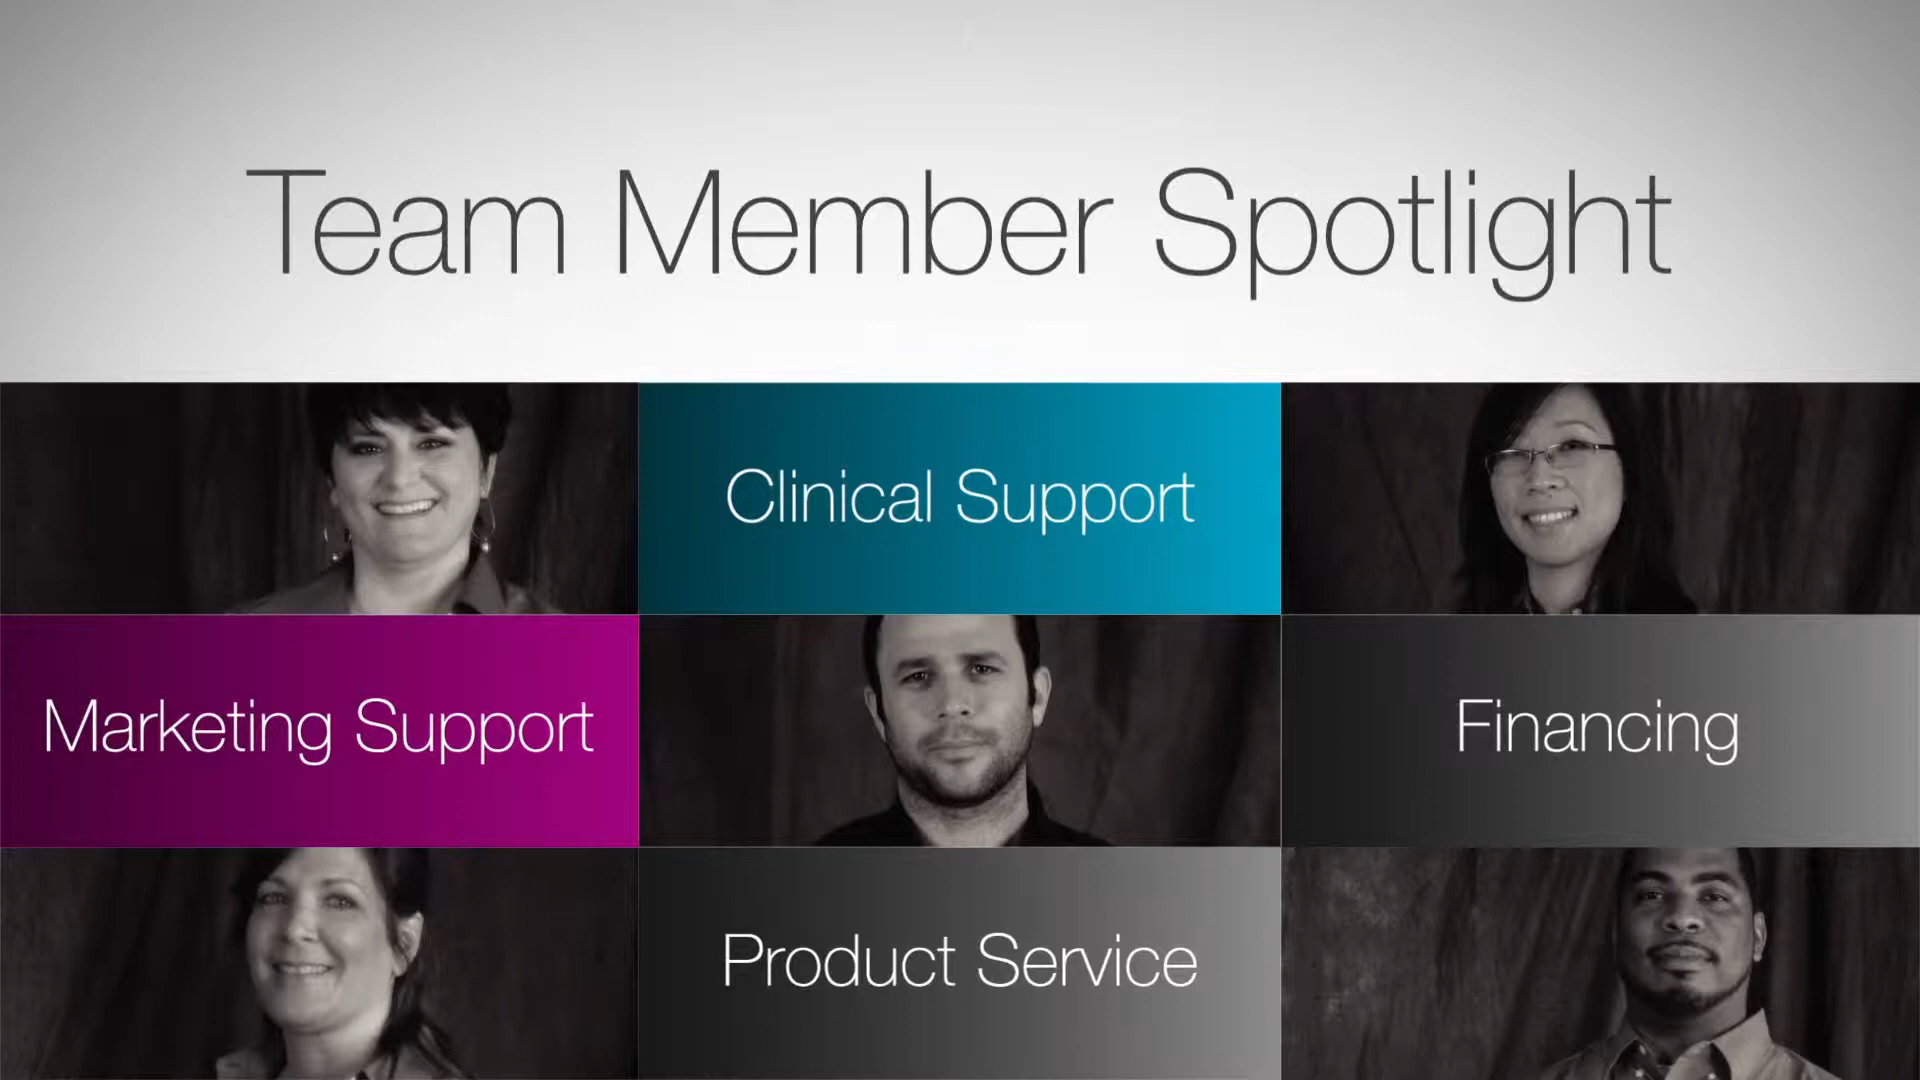 Team Member Spotlight
Clinical Support
Marketing Support
Financing
Product Service